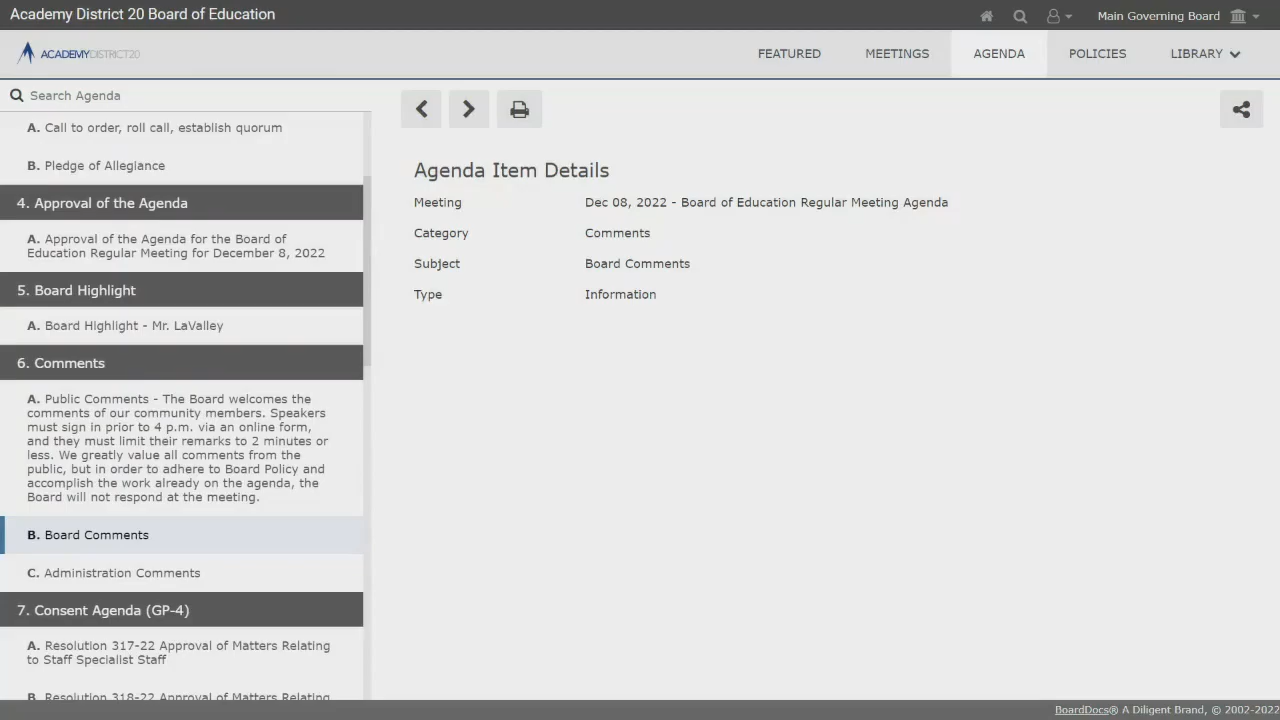 Academy District 20 Board of Education
Main Governing Board
ACADEMYDISTRICT20
FEATURED
MEETINGS
AGENDA
POLICIES
LIBRARY
Search Agenda
A. Call to order, roll call, establish quorum
B. Pledge of Allegiance
4. Approval of the Agenda
A. Approval of the Agenda for the Board of
Education Regular Meeting for December 8, 2022
5. Board Highlight
A. Board Highlight - Mr. LaValley
6. Comments
A. Public Comments - The Board welcomes the
comments of our community members. Speakers
must sign in prior to 4 p.m. via an online form,
and they must limit their remarks to 2 minutes or
less. We greatly value all comments from the
public, but in order to adhere to Board Policy and
accomplish the work already on the agenda, the
Board will not respond at the meeting.
B. Board Comments
C. Administration Comments
7. Consent Agenda (GP-4)
A. Resolution 317-22 Approval of Matters Relating
to Staff Specialist Staff
B. Resolution 318-22 Approval of Matters Relating
Agenda Item Details
Meeting Dec 08, 2022 - Board of Education Regular Meeting Agenda
Category Comments
Subject Board Comments
Type Information
BoardDocs® A Diligent Brand, © 2002-2022